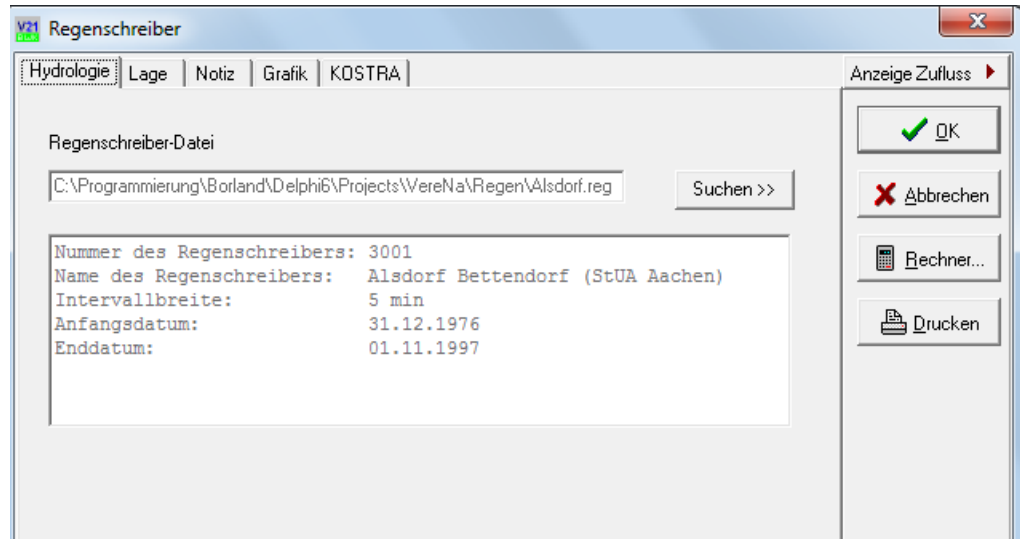 V21 Regenschreiber
Hydrologie Lage Notiz Grafik KOSTRA
Anzeige Zufluss
Regenschreiber-Datei
C:\Programmierung\Borland\Delphi6\Projects\VereNa\Regen\Alsdorf.reg
Suchen >>
Nummer des Regenschreibers: 3001
Name des Regenschreibers: Alsdorf Bettendorf (StUA Aachen)
Intervallbreite: 5 min
Anfangsdatum: 31.12.1976
Enddatum: 01.11.1997
OK
Abbrechen
Rechner...
Drucken